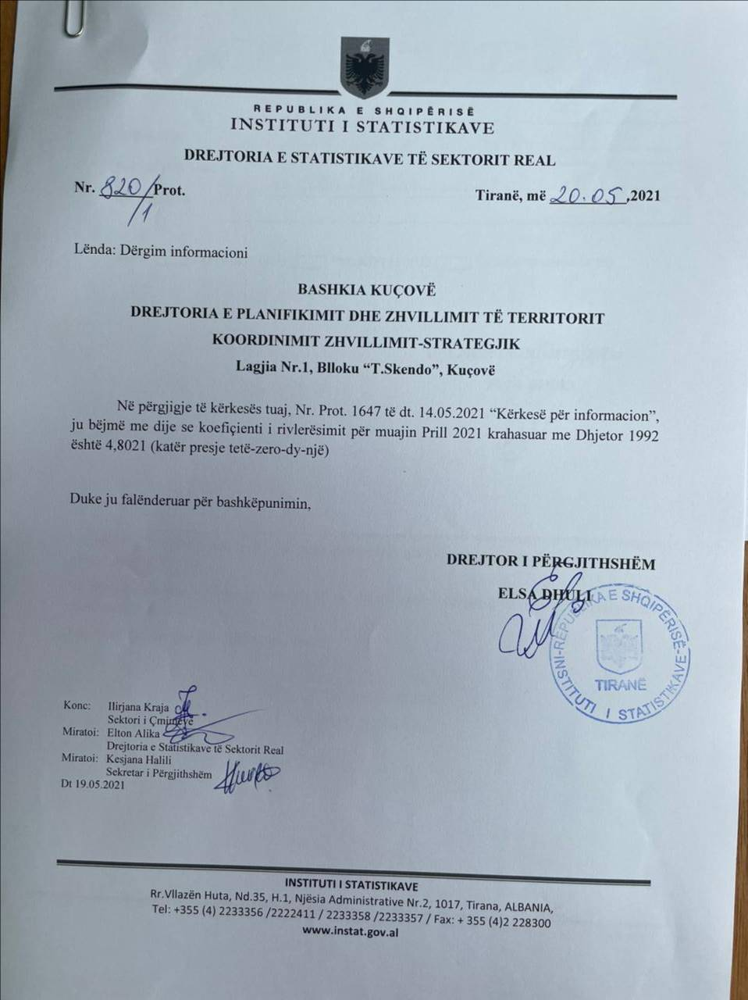 REPUBLIKA E SHQIPËRISË
INSTITUTI I STATISTIKAVE
DREJTORIA E STATISTIKAVE TË SEKTORIT REAL
Nr. 820/1 Prot.
Tiranë, më 20.05,2021
Lënda: Dërgim informacioni
BASHKIA KUÇOVË
DREJTORIA E PLANIFIKIMIT DHE ZHVILLIMIT TË TERRITORIT
KOORDINIMIT ZHVILLIMIT-STRATEGJIK
Lagjia Nr.1, Blloku “T.Skendo”, Kuçovë
Në përgjigje të kërkesës tuaj, Nr. Prot. 1647 të dt. 14.05.2021 “Kërkesë për informacion”,
ju bëjmë me dije se koefiçienti i rivlerësimit për muajin Prill 2021 krahasuar me Dhjetor 1992
është 4,8021 (katër presje tetë-zero-dy-një)
Duke ju falënderuar për bashkëpunimin,
DREJTOR I PËRGJITHSHËM
ELSA DHULI
REPUBLIKA E SHQIPËRISË-INSTITUTI I STATISTIKAVE-
TIRANË
Konc: Ilirjana Kraja
Sektori i Çmimeve
Miratoi: Elton Alika
Drejtoria e Statistikave të Sektorit Real
Miratoi: Kesjana Halili
Sekretar i Përgjithshëm
Dt 19.05.2021
INSTITUTI I STATISTIKAVE
Rr.Vllazën Huta, Nd.35, H.1, Njësia Administrative Nr.2, 1017, Tirana, ALBANIA,
Tel: +355 (4) 2233356 /2222411 / 2233358 /2233357 / Fax: + 355 (4)2 228300
www.instat.gov.al